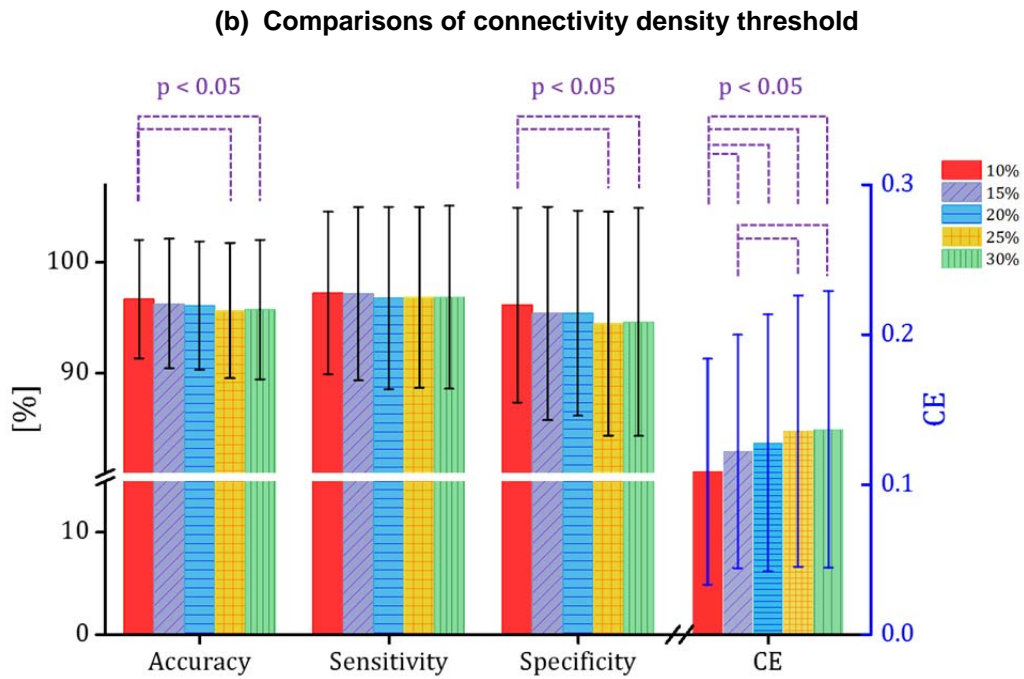 (b) Comparisons of connectivity density threshold
p < 0.05
p < 0.05
p < 0.05
10%
15%
20%
25%
30%
[%]
100
90
10
0
0.3
0.2
0.1
0.0
CE
Accuracy
Sensitivity
Specificity
CE